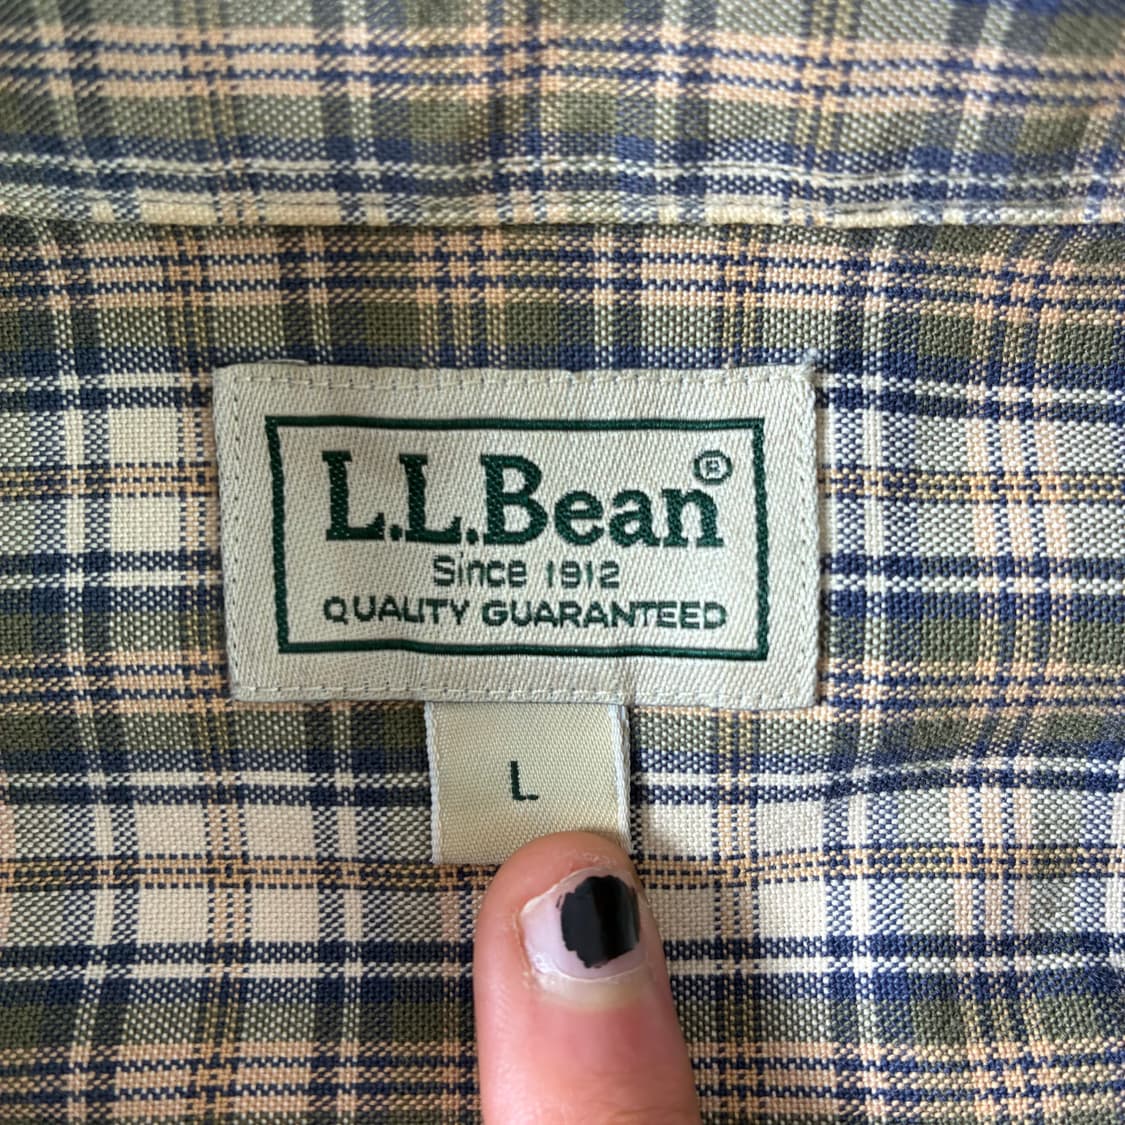 L.L.Bean®
Since 1912
QUALITY GUARANTEED
L